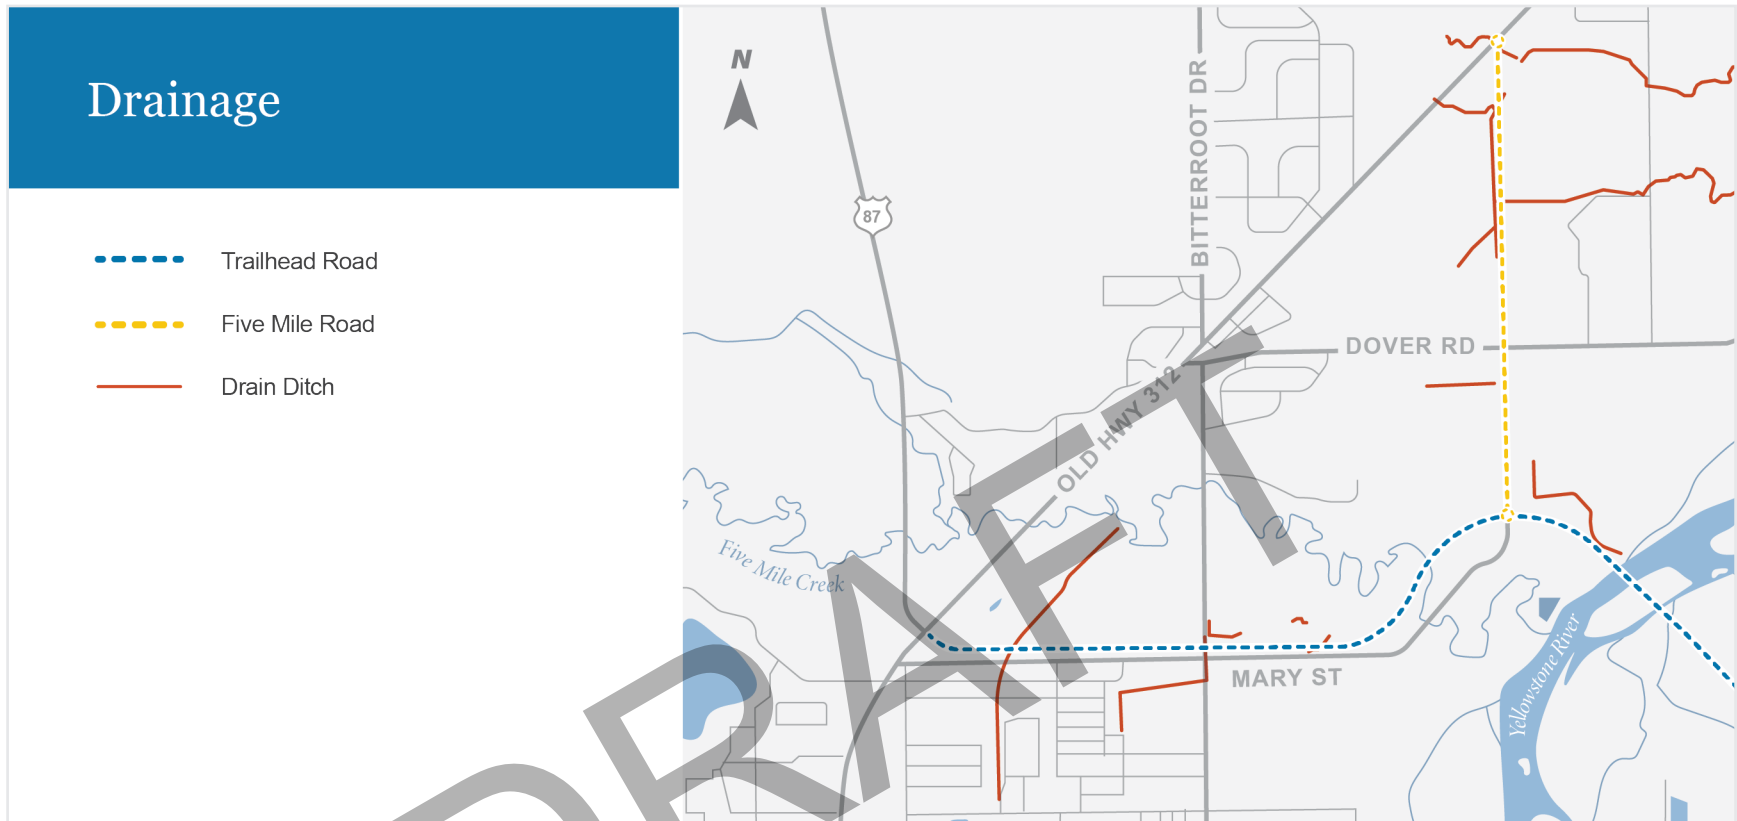 Drainage
Trailhead Road
Five Mile Road
Drain Ditch
N
87
BITTERROOT DR
DOVER RD
OLD HWY 312
Five Mile Creek
MARY ST
Yellowstone River
DRAFT